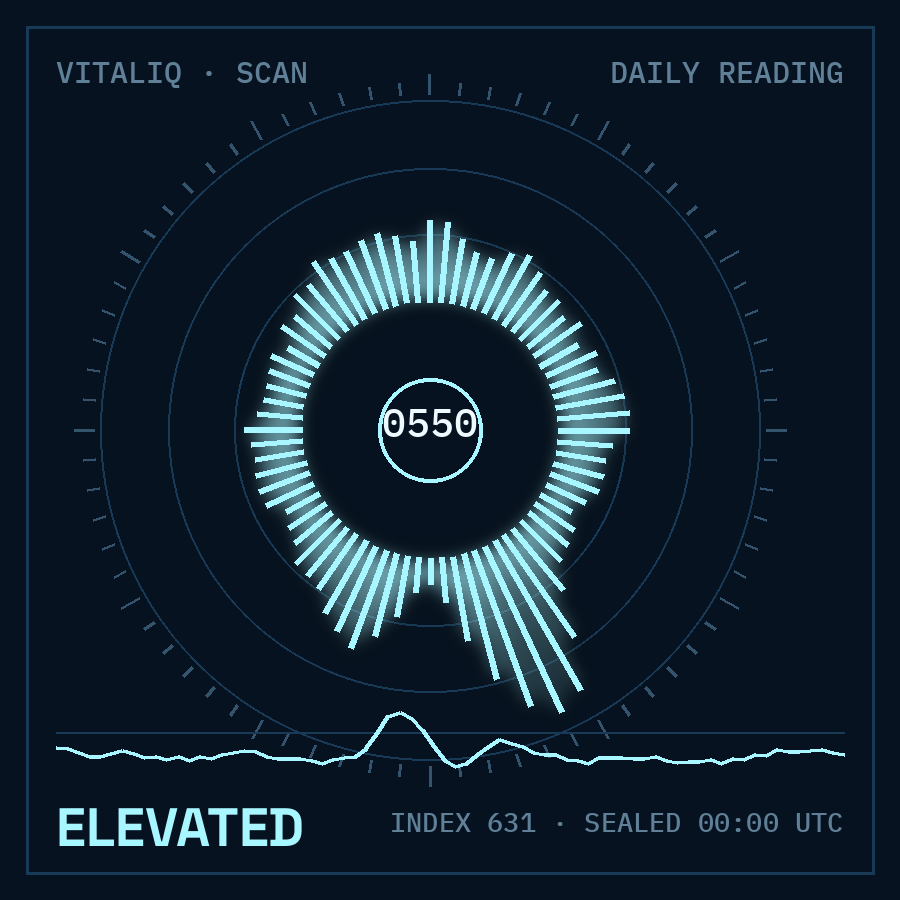 VITALIQ · SCAN
DAILY READING
0550
ELEVATED
INDEX 631 · SEALED 00:00 UTC